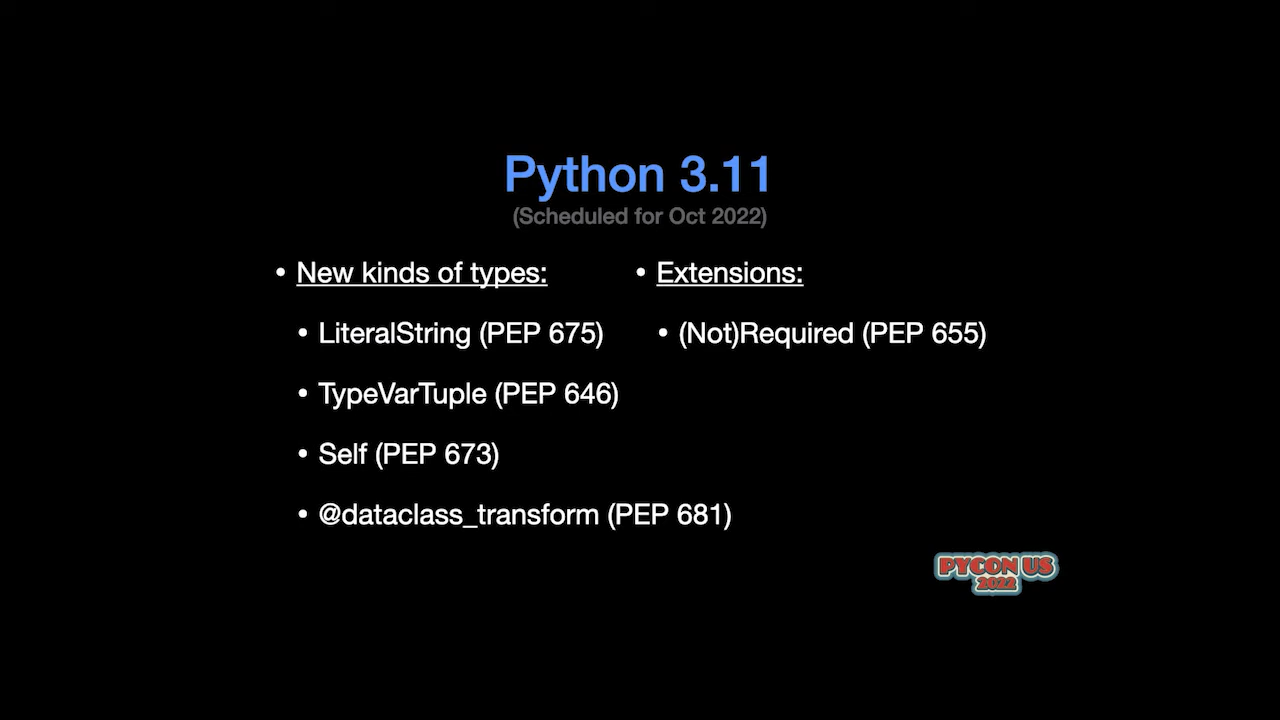 Python 3.11
(Scheduled for Oct 2022)
• New kinds of types:
• LiteralString (PEP 675)
• TypeVarTuple (PEP 646)
• Self (PEP 673)
• @dataclass_transform (PEP 681)
• Extensions:
• (Not)Required (PEP 655)
PYCON US
2022